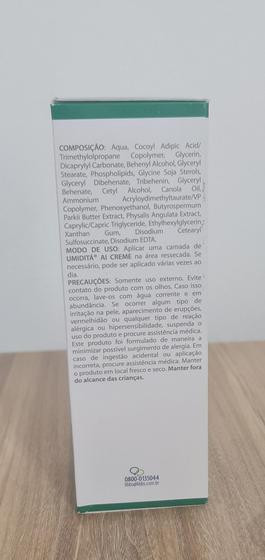 COMPOSIÇÃO: Aqua, Cocoyl Adipic Acid/
Trimethylolpropane Copolymer, Glycerin,
Dicaprylyl Carbonate, Behenyl Alcohol, Glyceryl
Stearate, Phospholipids, Glycine Soja Sterols,
Glyceryl Dibehenate, Tribehenin, Glyceryl
Behenate, Cetyl Alcohol, Canola Oil,
Ammonium Acryloydimethyltaurate/VP
Copolymer, Phenoxyethanol, Butyrospermum
Parkii Butter Extract, Physalis Angulata Extract,
Caprylic/Capric Triglyceride, Ethylhexylglycerin,
Xanthan Gum, Disodium Cetearyl
Sulfosuccinate, Disodium EDTA.
MODO DE USO: Aplicar uma camada de
UMIDITÁ® AI CREME na área ressecada. Se
necessário, pode ser aplicado várias vezes ao
dia.
PRECAUÇÕES: Somente uso externo. Evite
contato do produto com os olhos. Caso isso
ocorra, lave-os com água corrente e em
abundância. Se ocorrer algum tipo de
irritação na pele, aparecimento de erupções,
vermelhidão ou qualquer tipo de reação
alérgica ou hipersensibilidade, suspenda o
uso do produto e procure assistência médica.
Este produto foi formulado de maneira a
minimizar possível surgimento de alergia. Em
caso de ingestão acidental ou aplicação
incorreta, procure assistência médica. Manter
o produto em local fresco e seco. Manter fora
do alcance das crianças.
0800-0135044
libbs@libbs.com.br